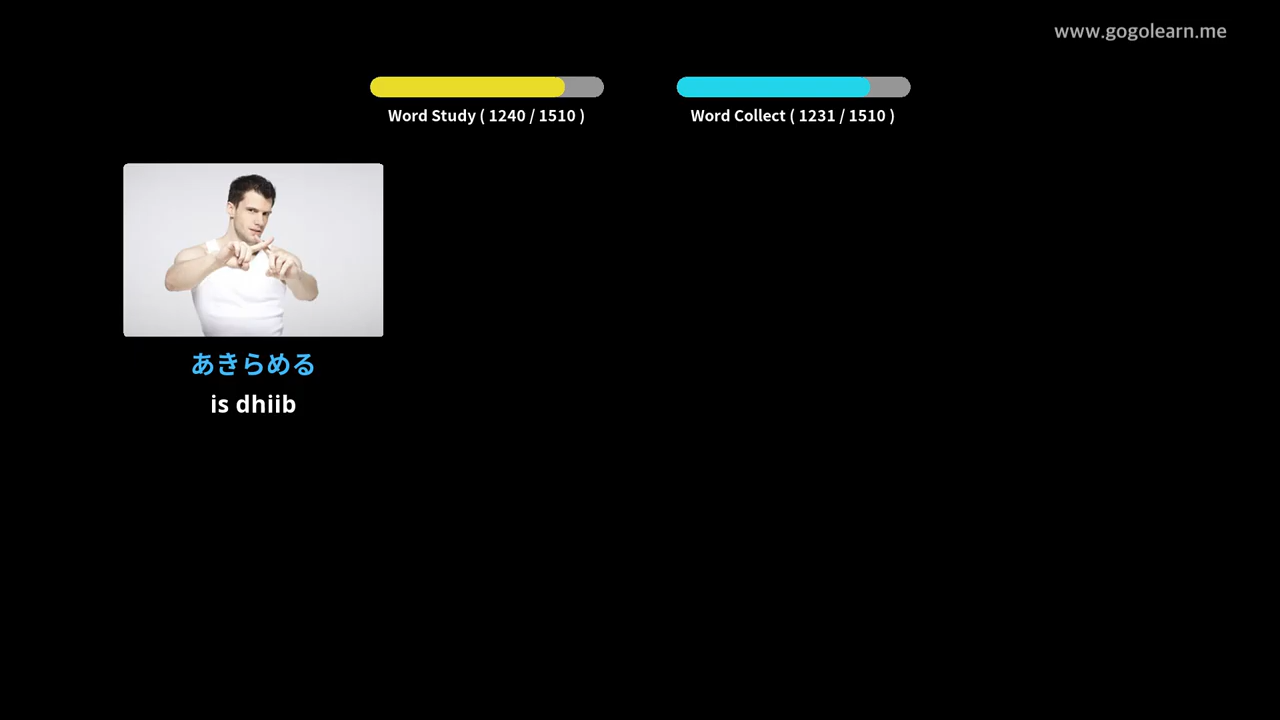 www.gogolearn.me
Word Study ( 1240 / 1510 )
Word Collect ( 1231 / 1510 )
あきらめる
is dhiib